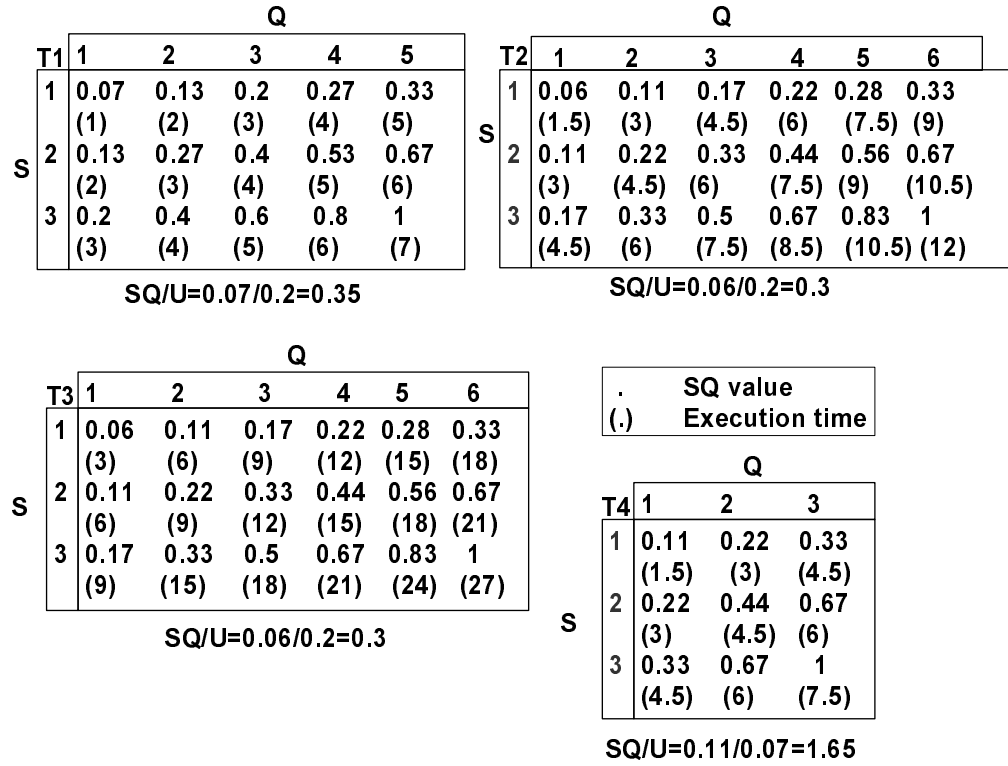 Q
T1 1 2 3 4 5
1 0.07 0.13 0.2 0.27 0.33
(1) (2) (3) (4) (5)
S
2 0.13 0.27 0.4 0.53 0.67
(2) (3) (4) (5) (6)
3 0.2 0.4 0.6 0.8 1
(3) (4) (5) (6) (7)
SQ/U=0.07/0.2=0.35
Q
T2 1 2 3 4 5 6
1 0.06 0.11 0.17 0.22 0.28 0.33
(1.5) (3) (4.5) (6) (7.5) (9)
S
2 0.11 0.22 0.33 0.44 0.56 0.67
(3) (4.5) (6) (7.5) (9) (10.5)
3 0.17 0.33 0.5 0.67 0.83 1
(4.5) (6) (7.5) (8.5) (10.5) (12)
SQ/U=0.06/0.2=0.3
Q
T3 1 2 3 4 5 6
1 0.06 0.11 0.17 0.22 0.28 0.33
(3) (6) (9) (12) (15) (18)
S
2 0.11 0.22 0.33 0.44 0.56 0.67
(6) (9) (12) (15) (18) (21)
3 0.17 0.33 0.5 0.67 0.83 1
(9) (15) (18) (21) (24) (27)
SQ/U=0.06/0.2=0.3
. SQ value
(.) Execution time
Q
T4 1 2 3
1 0.11 0.22 0.33
(1.5) (3) (4.5)
S
2 0.22 0.44 0.67
(3) (4.5) (6)
3 0.33 0.67 1
(4.5) (6) (7.5)
SQ/U=0.11/0.07=1.65